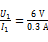 U₁/I₁ = 6 V/0.3 A